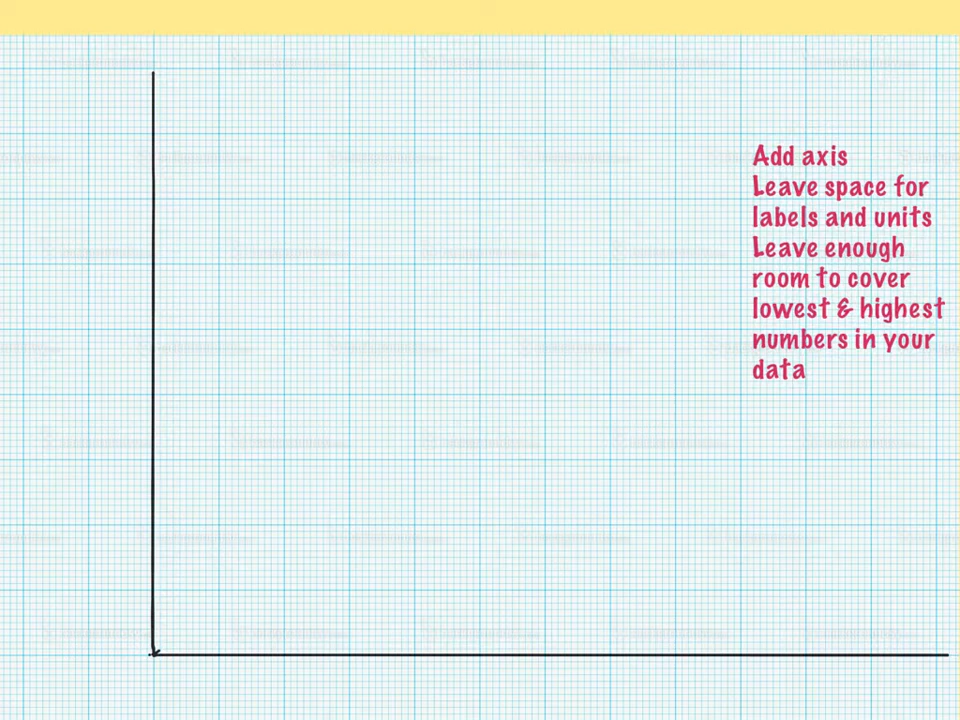 Add axis
Leave space for
labels and units
Leave enough
room to cover
lowest & highest
numbers in your
data